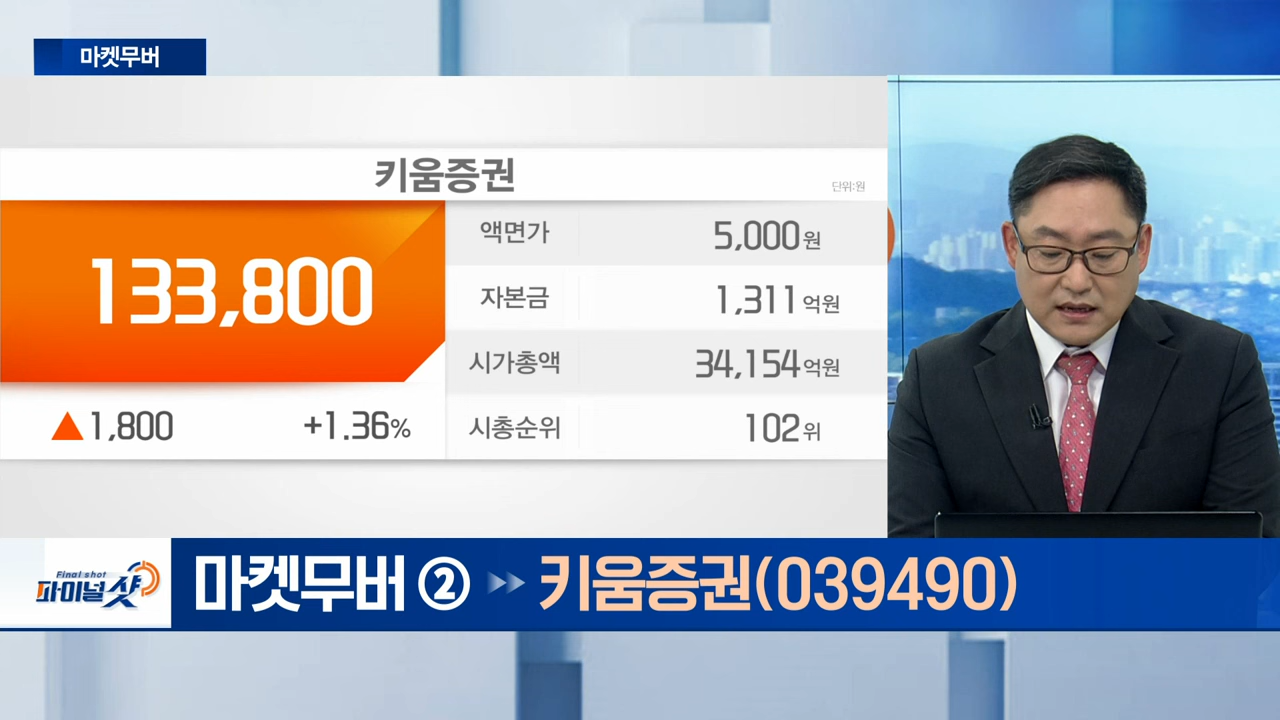 마켓무버
키움증권
단위:원
133,800
▲1,800 +1.36%
액면가 5,000원
자본금 1,311억원
시가총액 34,154억원
시총순위 102위
Final shot
파이널샷
마켓무버 ② 키움증권(039490)